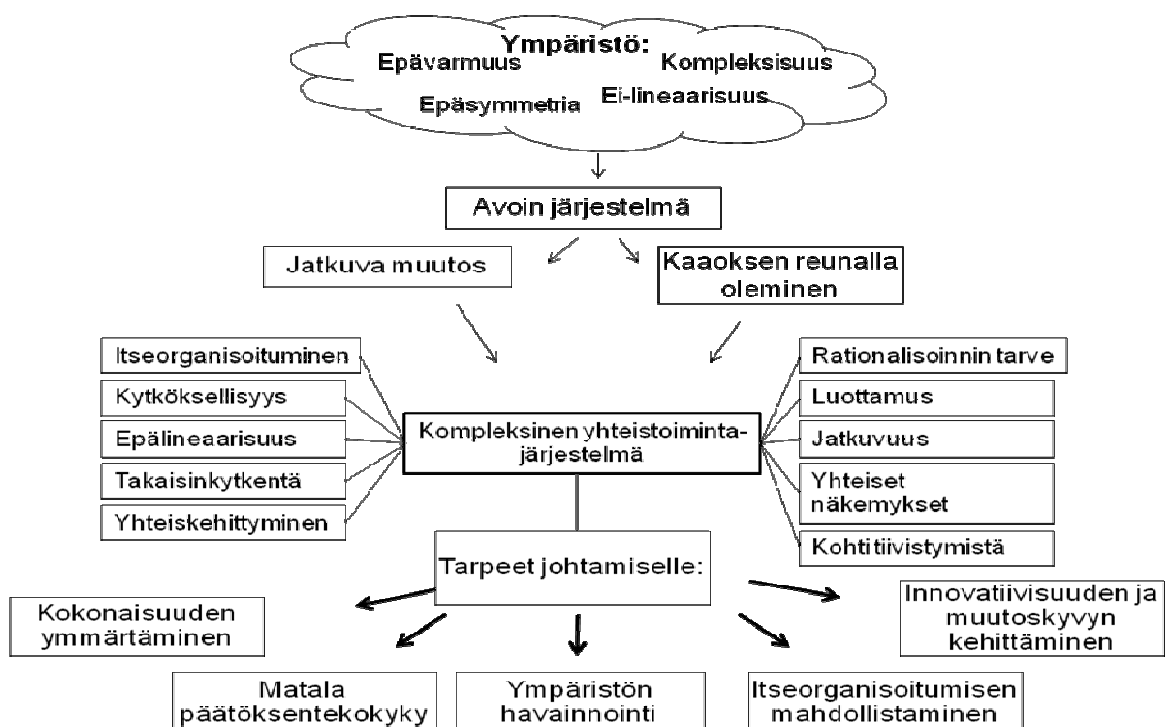 Ympäristö:
Epävarmuus
Kompleksisuus
Epäsymmetria
Ei-lineaarisuus
Avoin järjestelmä
Jatkuva muutos
Kaaoksen reunalla
oleminen
Itseorganisoituminen
Kytköksellisyys
Epälineaarisuus
Takaisinkytkentä
Yhteiskehittyminen
Kompleksinen yhteistoiminta-
järjestelmä
Rationalisoinnin tarve
Luottamus
Jatkuvuus
Yhteiset
näkemykset
Kohtitiivistymistä
Tarpeet johtamiselle:
Kokonaisuuden
ymmärtäminen
Matala
päätöksentekokyky
Ympäristön
havainnointi
Itseorganisoitumisen
mahdollistaminen
Innovatiivisuuden ja
muutoskyvyn
kehittäminen